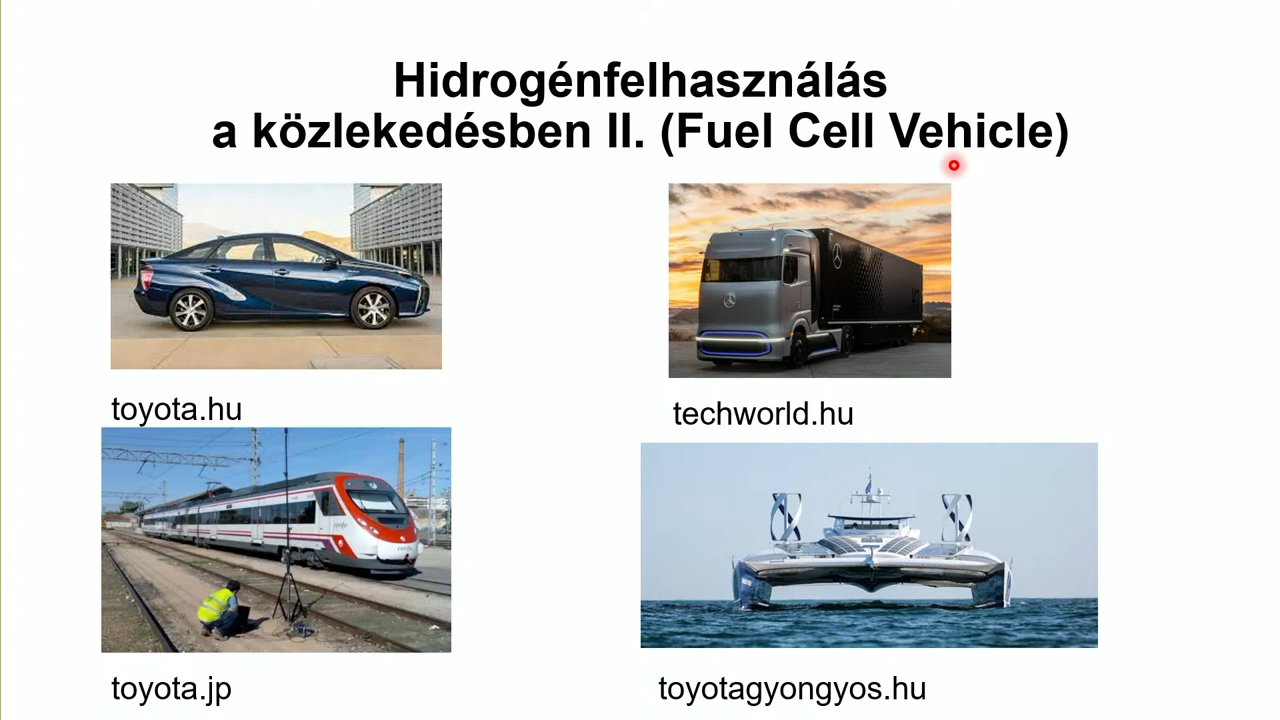 Hidrogénfelhasználás
a közlekedésben II. (Fuel Cell Vehicle)
toyota.hu
techworld.hu
toyota.jp
toyotagyongyos.hu